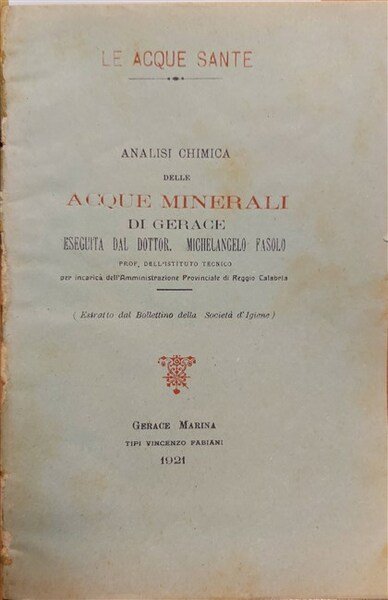 LE ACQUE SANTE
ANALISI CHIMICA
DELLE
ACQUE MINERALI
DI GERACE
ESEGUITA DAL DOTTOR. MICHELANGELO FASOLO
PROF. DELL'ISTITUTO TECNICO
per incarica dell'Amministrazione Provinciale di Reggio Calabria
(Estratto dal Bollettino della Società d'Igiene)
GERACE MARINA
TIPI VINCENZO FABIANI
1921